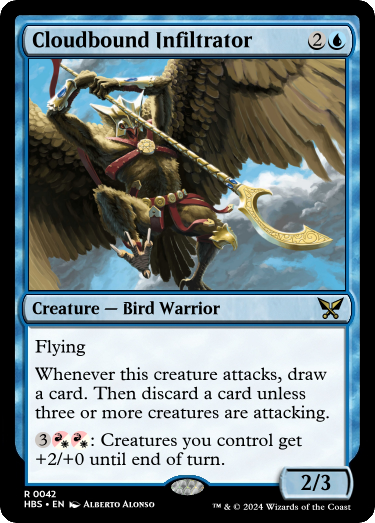 Cloudbound Infiltrator 2
Creature — Bird Warrior
Flying
Whenever this creature attacks, draw
a card. Then discard a card unless
three or more creatures are attacking.
3: Creatures you control get
+2/+0 until end of turn.
2/3
R 0042
HBS • EN Alberto Alonso ™ & © 2024 Wizards of the Coast